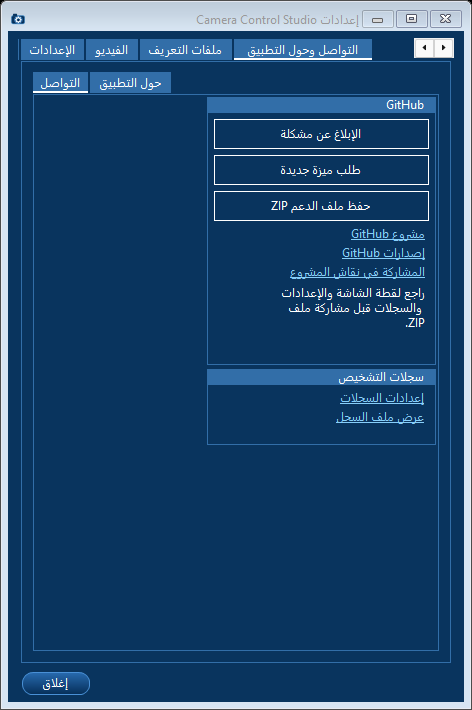 إعدادات Camera Control Studio
الإعدادات
الفيديو
ملفات التعريف
التواصل وحول التطبيق
التواصل
حول التطبيق
GitHub
الإبلاغ عن مشكلة
طلب ميزة جديدة
حفظ ملف الدعم ZIP
مشروع GitHub
إصدارات GitHub
المشاركة في نقاش المشروع
راجع لقطة الشاشة والإعدادات
والسجلات قبل مشاركة ملف
ZIP.
سجلات التشخيص
إعدادات السجلات
عرض ملف السجل
إغلاق